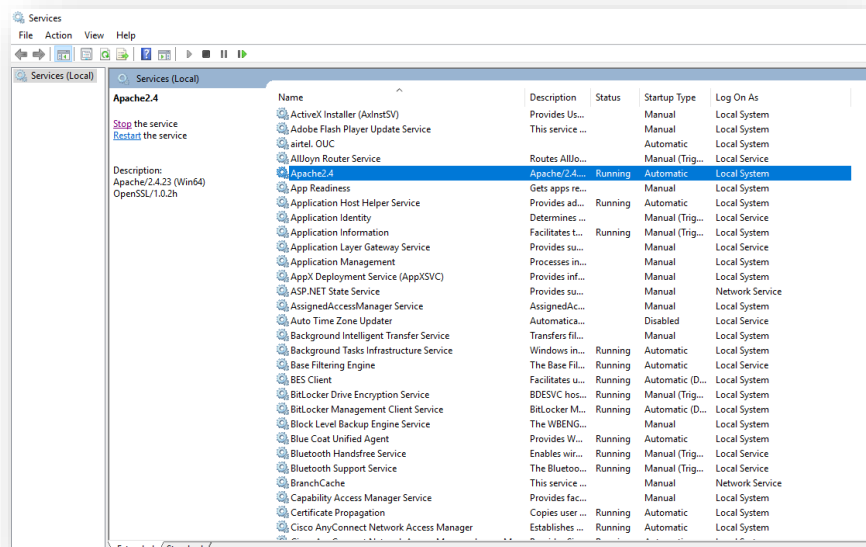 Services
File Action View Help
Services (Local)
Services (Local)
Apache2.4
Stop the service
Restart the service
Description:
Apache/2.4.23 (Win64)
OpenSSL/1.0.2h
Name Description Status Startup Type Log On As
ActiveX Installer (AxInstSV) Provides Us... Manual Local System
Adobe Flash Player Update Service This service ... Manual Local System
airtel. OUC Automatic Local System
AllJoyn Router Service Routes AllJo... Manual (Trig... Local Service
Apache2.4 Apache/2.4.... Running Automatic Local System
App Readiness Gets apps re... Manual Local System
Application Host Helper Service Provides ad... Running Automatic Local System
Application Identity Determines ... Manual (Trig... Local Service
Application Information Facilitates t... Running Manual (Trig... Local System
Application Layer Gateway Service Provides su... Manual Local Service
Application Management Processes in... Manual Local System
AppX Deployment Service (AppXSVC) Provides inf... Manual Local System
ASP.NET State Service Provides su... Manual Network Service
AssignedAccessManager Service AssignedAc... Manual Local System
Auto Time Zone Updater Automatica... Disabled Local Service
Background Intelligent Transfer Service Transfers fil... Manual Local System
Background Tasks Infrastructure Service Windows in... Running Automatic Local System
Base Filtering Engine The Base Fil... Running Automatic Local Service
BES Client Facilitates u... Running Automatic (D... Local System
BitLocker Drive Encryption Service BDESVC hos... Running Manual (Trig... Local System
BitLocker Management Client Service BitLocker M... Running Automatic (D... Local System
Block Level Backup Engine Service The WBENG... Manual Local System
Blue Coat Unified Agent Provides W... Running Automatic Local System
Bluetooth Handsfree Service Enables wir... Running Manual (Trig... Local Service
Bluetooth Support Service The Bluetoo... Running Manual (Trig... Local Service
BranchCache This service ... Manual Network Service
Capability Access Manager Service Provides fac... Manual Local System
Certificate Propagation Copies user ... Running Automatic Local System
Cisco AnyConnect Network Access Manager Establishes ... Running Automatic Local System